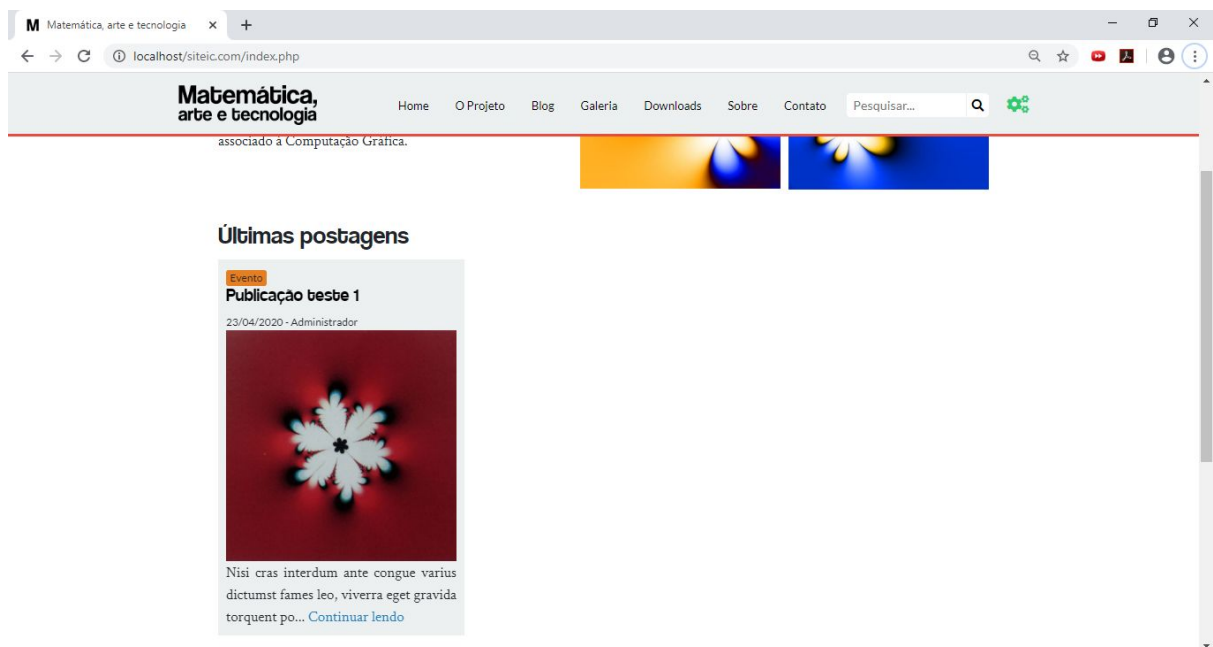 M Matemática, arte e tecnologia
localhost/siteic.com/index.php
Matemática,
arte e tecnologia
Home O Projeto Blog Galeria Downloads Sobre Contato Pesquisar...
associado à Computação Gráfica.
Últimas postagens
Evento
Publicação teste 1
23/04/2020 - Administrador
Nisi cras interdum ante congue varius
dictumst fames leo, viverra eget gravida
torquent po... Continuar lendo